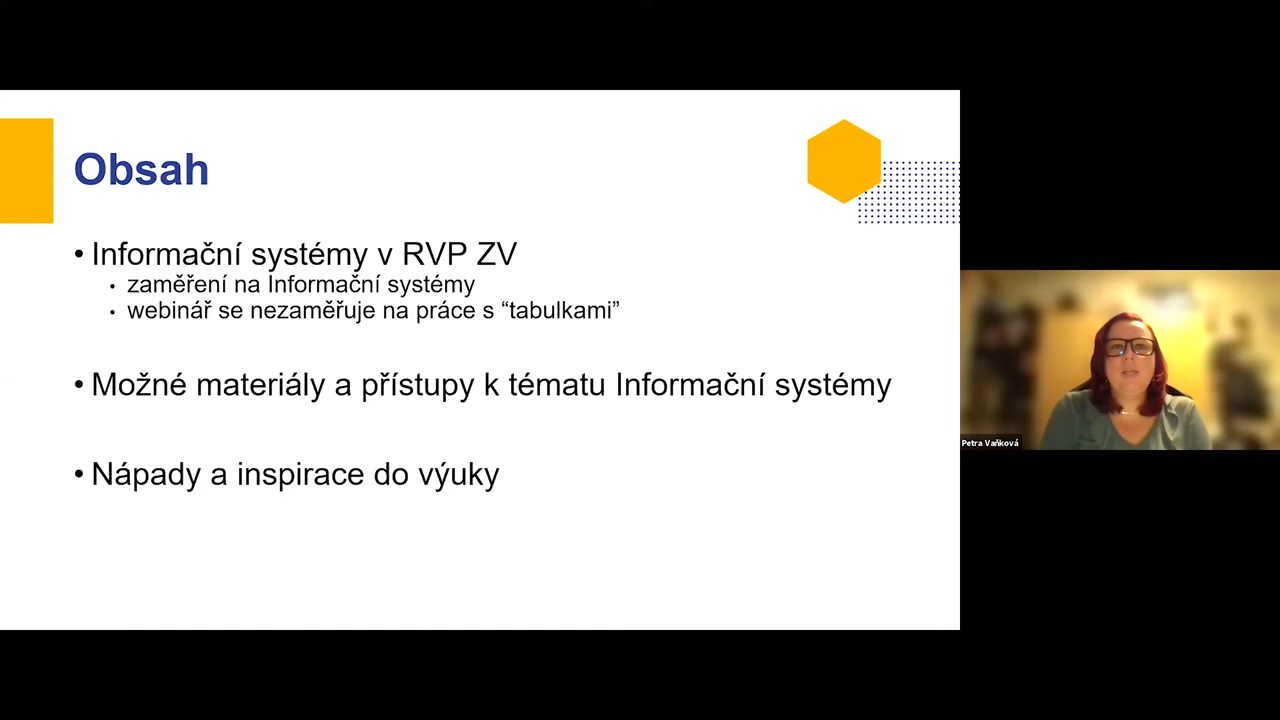 Obsah
• Informační systémy v RVP ZV
• zaměření na Informační systémy
• webinář se nezaměřuje na práce s “tabulkami”
• Možné materiály a přístupy k tématu Informační systémy
• Nápady a inspirace do výuky
Petra Vaňková